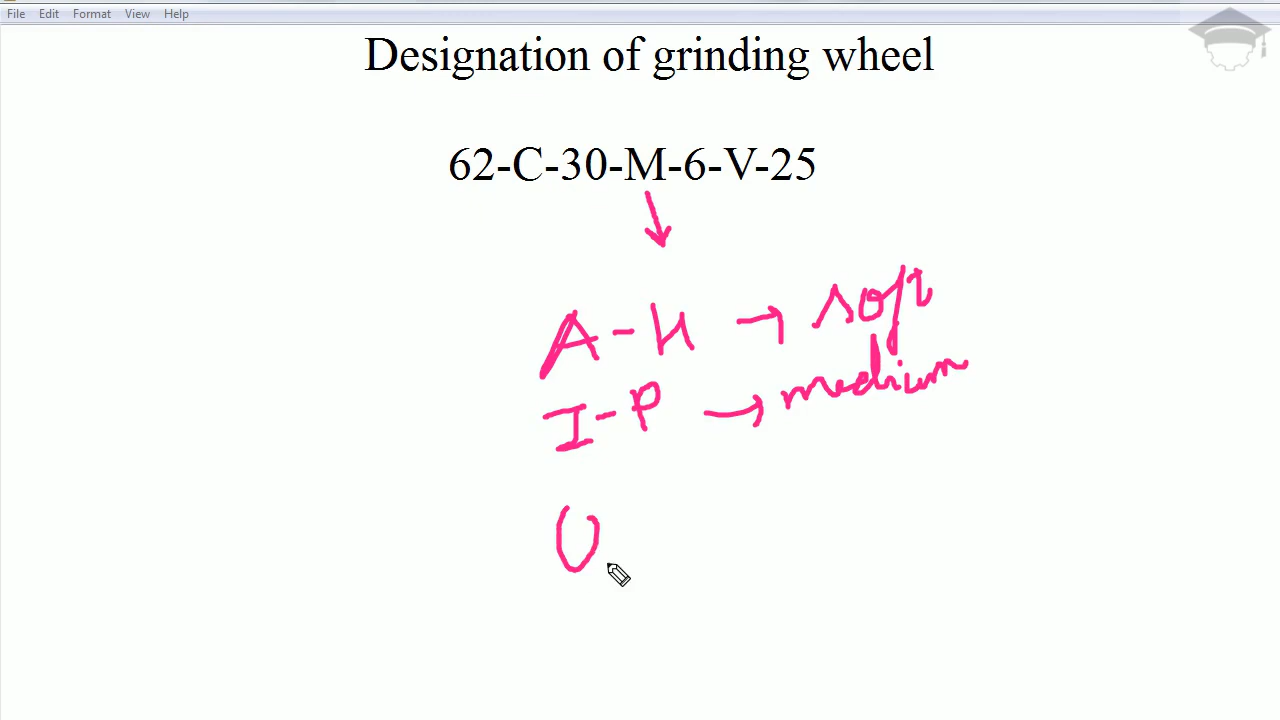 File Edit Format View Help
Designation of grinding wheel
62-C-30-M-6-V-25
A-H → soft
I-P → medium